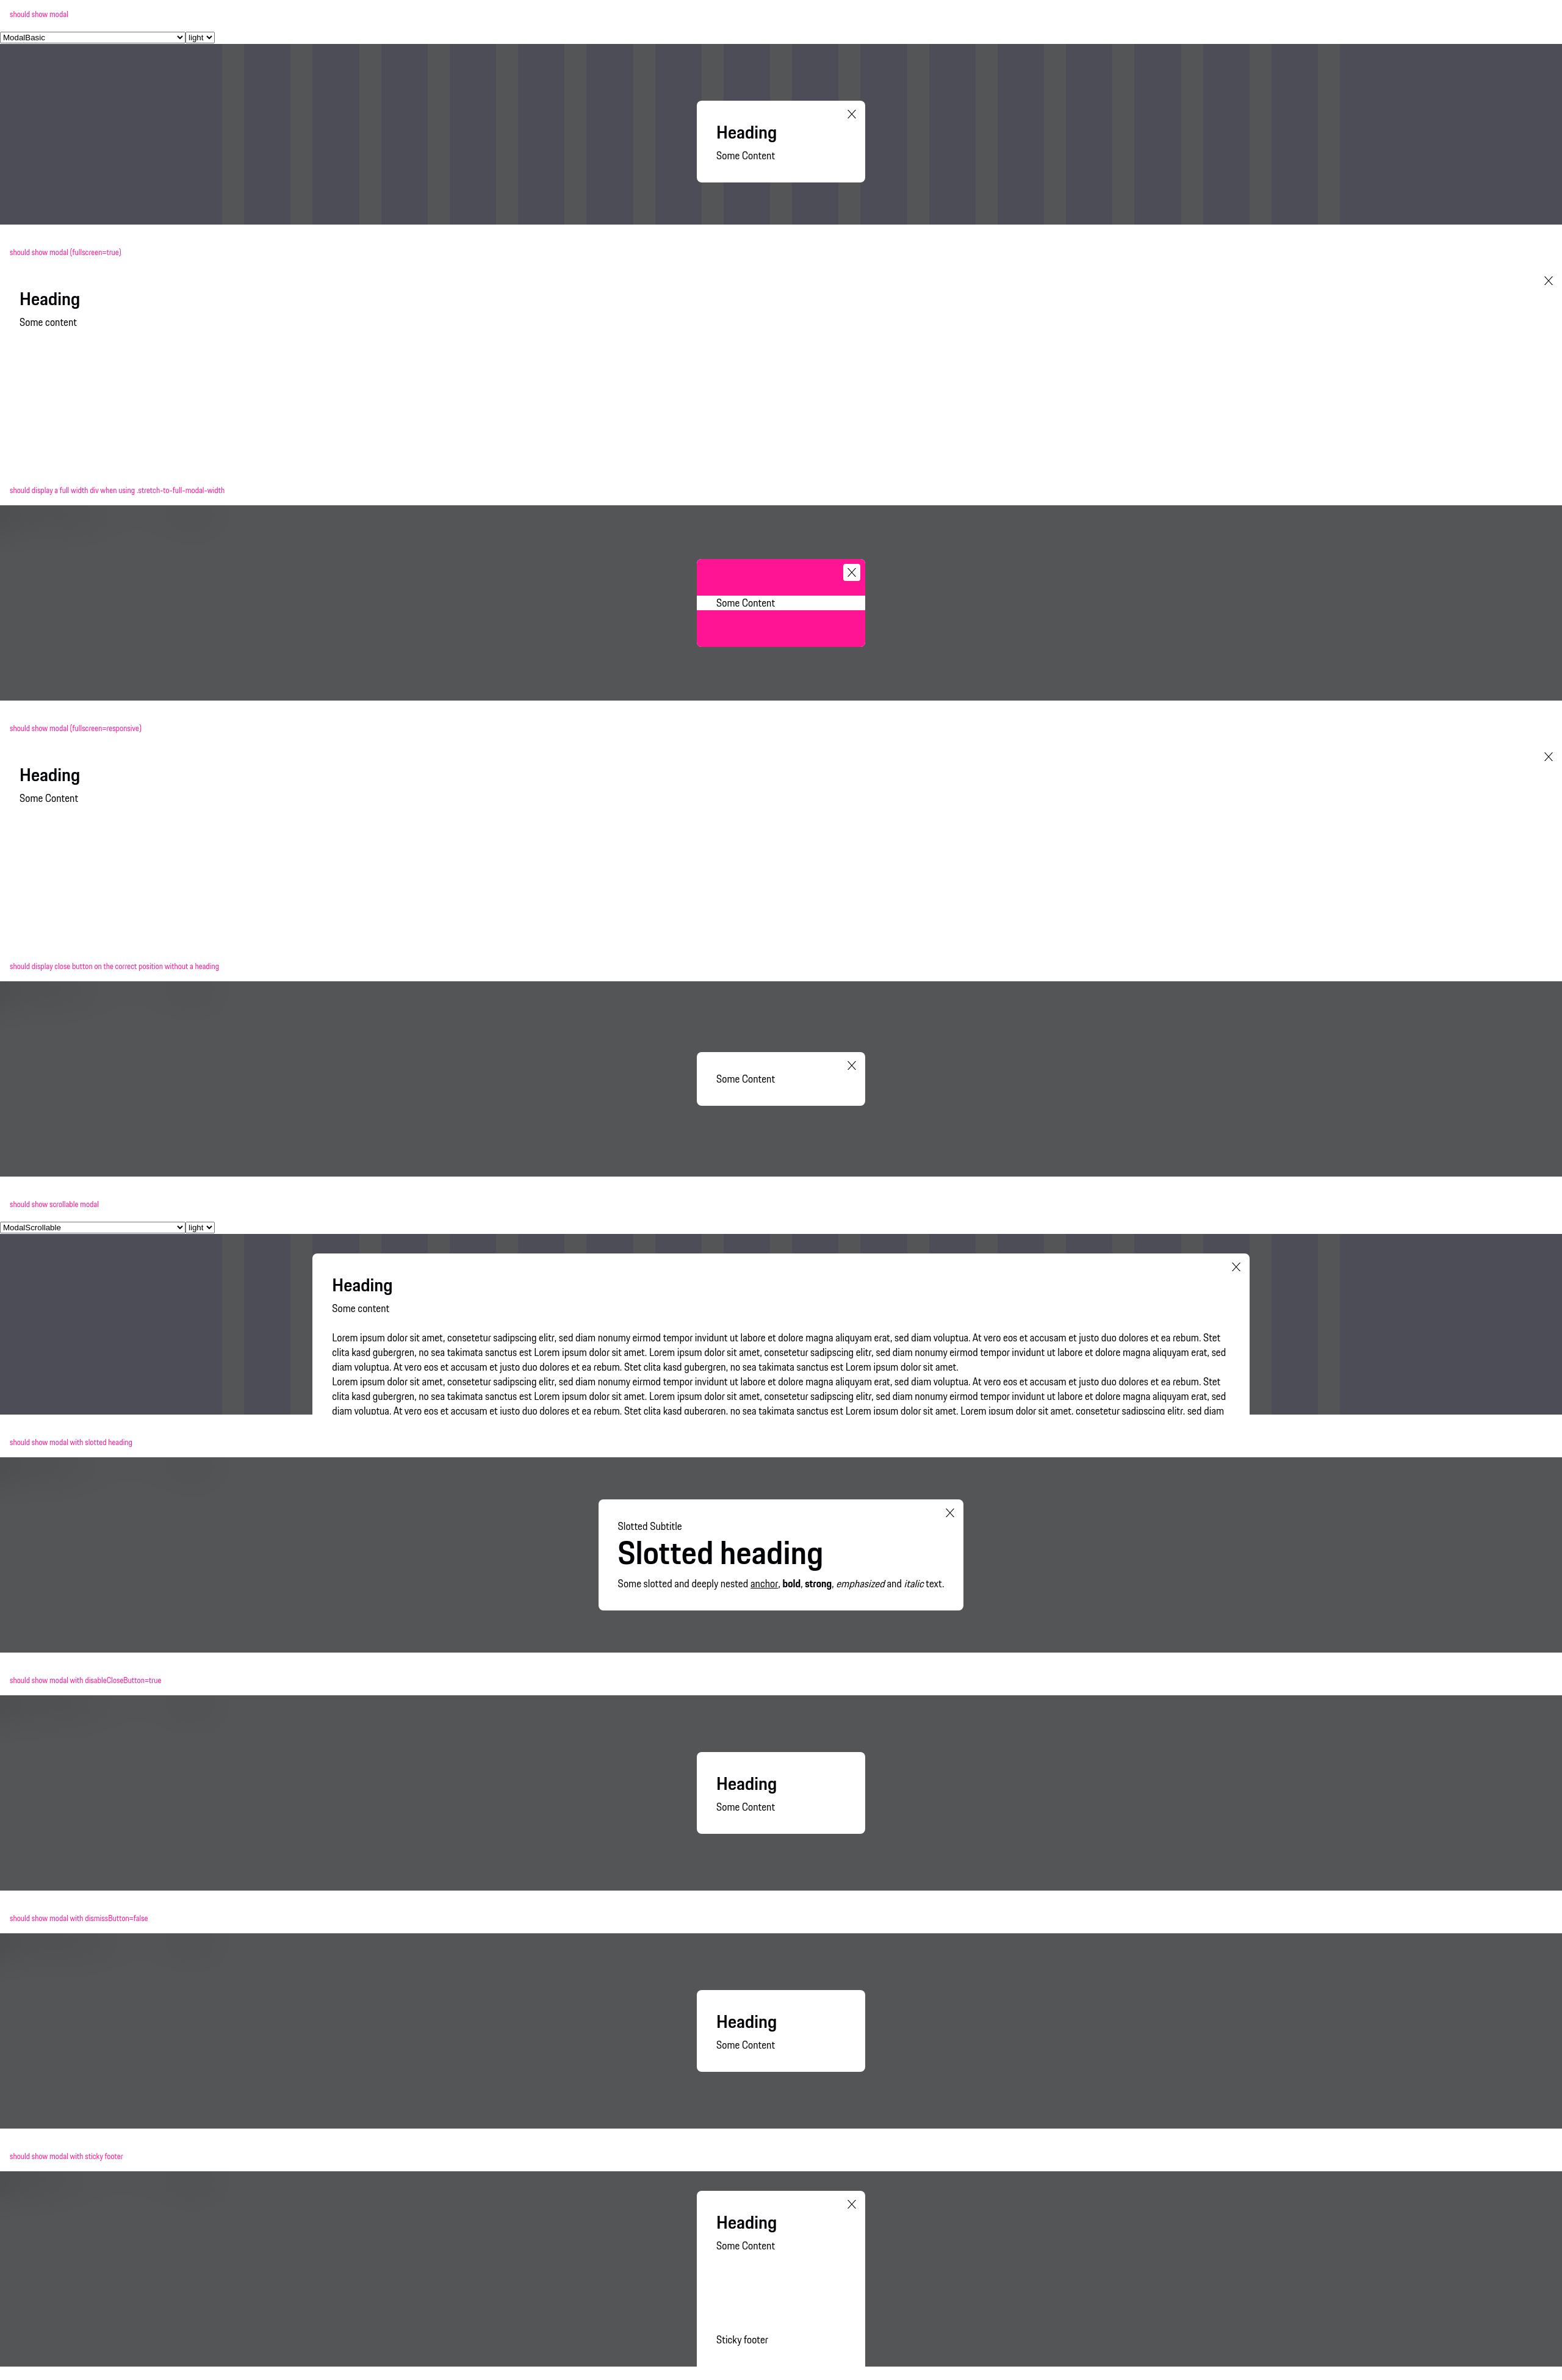 should show modal
ModalBasic light
Heading
Some Content
should show modal (fullscreen=true)
Heading
Some content
should display a full width div when using .stretch-to-full-modal-width
Some Content
should show modal (fullscreen=responsive)
Heading
Some Content
should display close button on the correct position without a heading
Some Content
should show scrollable modal
ModalScrollable light
Heading
Some content
Lorem ipsum dolor sit amet, consetetur sadipscing elitr, sed diam nonumy eirmod tempor invidunt ut labore et dolore magna aliquyam erat, sed diam voluptua. At vero eos et accusam et justo duo dolores et ea rebum. Stet
clita kasd gubergren, no sea takimata sanctus est Lorem ipsum dolor sit amet. Lorem ipsum dolor sit amet, consetetur sadipscing elitr, sed diam nonumy eirmod tempor invidunt ut labore et dolore magna aliquyam erat, sed
diam voluptua. At vero eos et accusam et justo duo dolores et ea rebum. Stet clita kasd gubergren, no sea takimata sanctus est Lorem ipsum dolor sit amet.
Lorem ipsum dolor sit amet, consetetur sadipscing elitr, sed diam nonumy eirmod tempor invidunt ut labore et dolore magna aliquyam erat, sed diam voluptua. At vero eos et accusam et justo duo dolores et ea rebum. Stet
clita kasd gubergren, no sea takimata sanctus est Lorem ipsum dolor sit amet. Lorem ipsum dolor sit amet, consetetur sadipscing elitr, sed diam nonumy eirmod tempor invidunt ut labore et dolore magna aliquyam erat, sed
diam voluptua. At vero eos et accusam et justo duo dolores et ea rebum. Stet clita kasd gubergren, no sea takimata sanctus est Lorem ipsum dolor sit amet. Lorem ipsum dolor sit amet, consetetur sadipscing elitr, sed diam
should show modal with slotted heading
Slotted Subtitle
Slotted heading
Some slotted and deeply nested anchor, bold, strong, emphasized and italic text.
should show modal with disableCloseButton=true
Heading
Some Content
should show modal with dismissButton=false
Heading
Some Content
should show modal with sticky footer
Heading
Some Content
Sticky footer